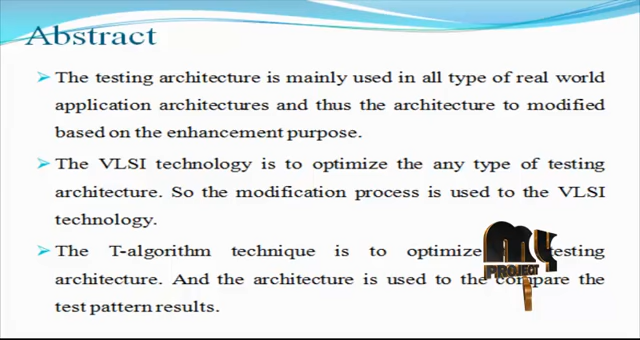 Abstract
The testing architecture is mainly used in all type of real world
application architectures and thus the architecture to modified
based on the enhancement purpose.
The VLSI technology is to optimize the any type of testing
architecture. So the modification process is used to the VLSI
technology.
The T-algorithm technique is to optimize testing
architecture. And the architecture is used to the compare the
test pattern results.
MY
PROJECT